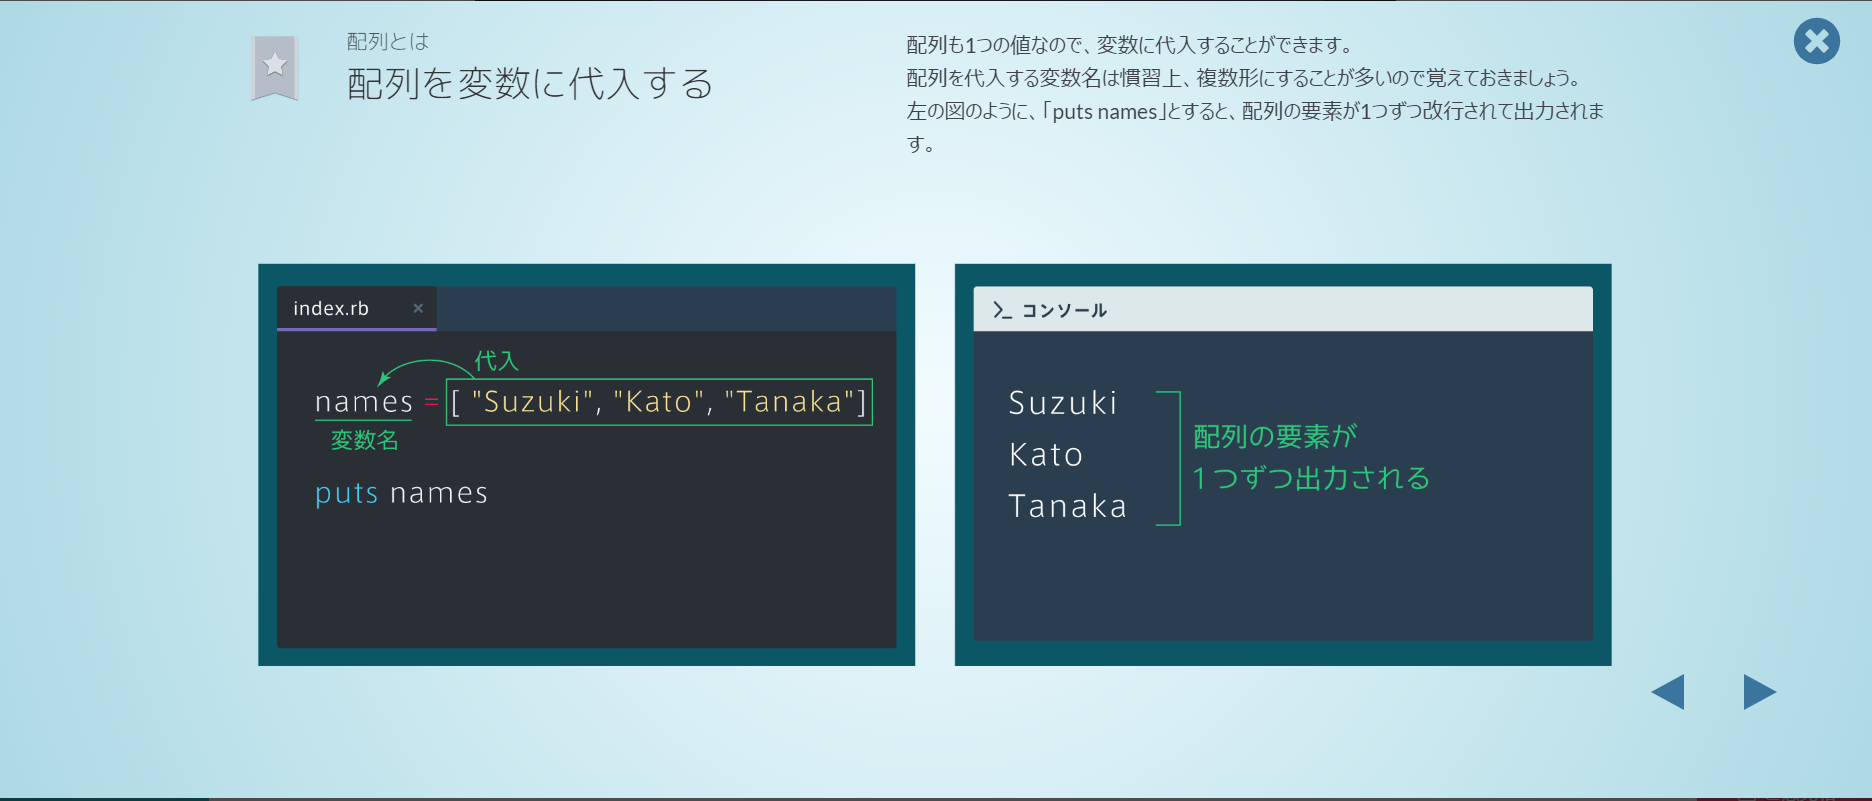 配列とは
配列を変数に代入する
配列も1つの値なので、変数に代入することができます。
配列を代入する変数名は慣習上、複数形にすることが多いので覚えておきましょう。
左の図のように、「puts names」とすると、配列の要素が1つずつ改行されて出力されま
す。
index.rb ×
代入
names = [ "Suzuki", "Kato", "Tanaka"]
変数名
puts names
>_ コンソール
Suzuki
Kato
Tanaka
配列の要素が
1つずつ出力される